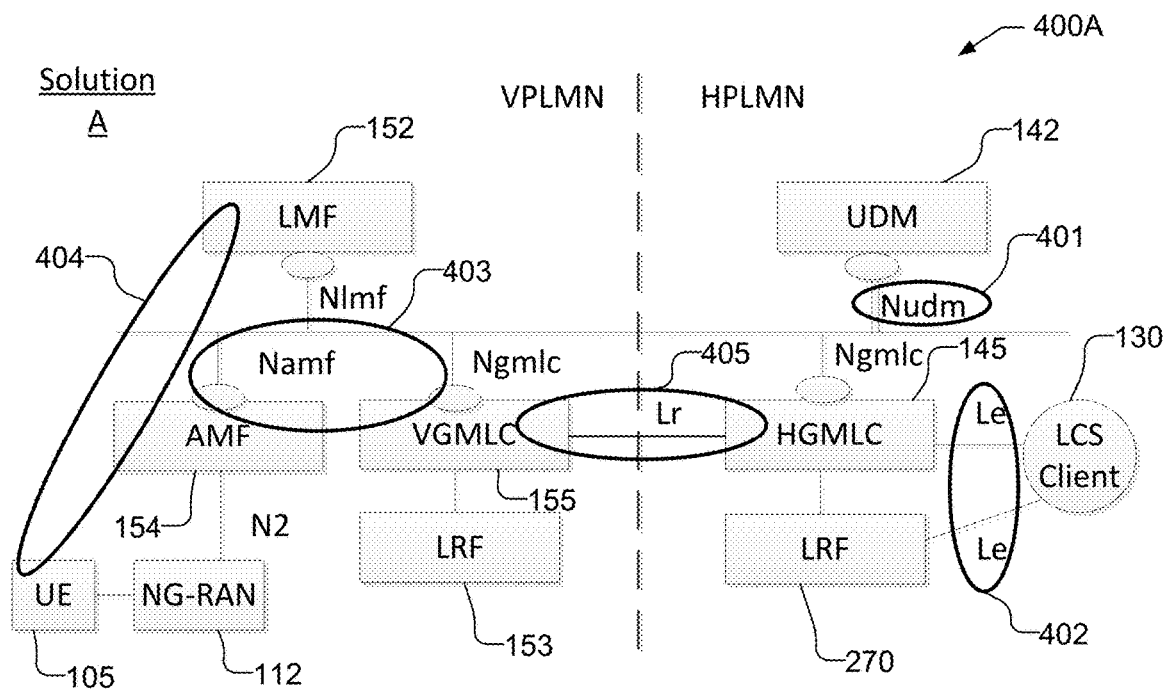 400A
Solution
A
VPLMN
HPLMN
152
142
LMF
UDM
404
403
401
Nlmf
Nudm
Namf
Ngmlc
405
Ngmlc
145
130
AMF
VGMLC
Lr
HGMLC
Le
LCS
Client
154
N2
155
LRF
LRF
Le
UE
NG-RAN
105
112
153
270
402